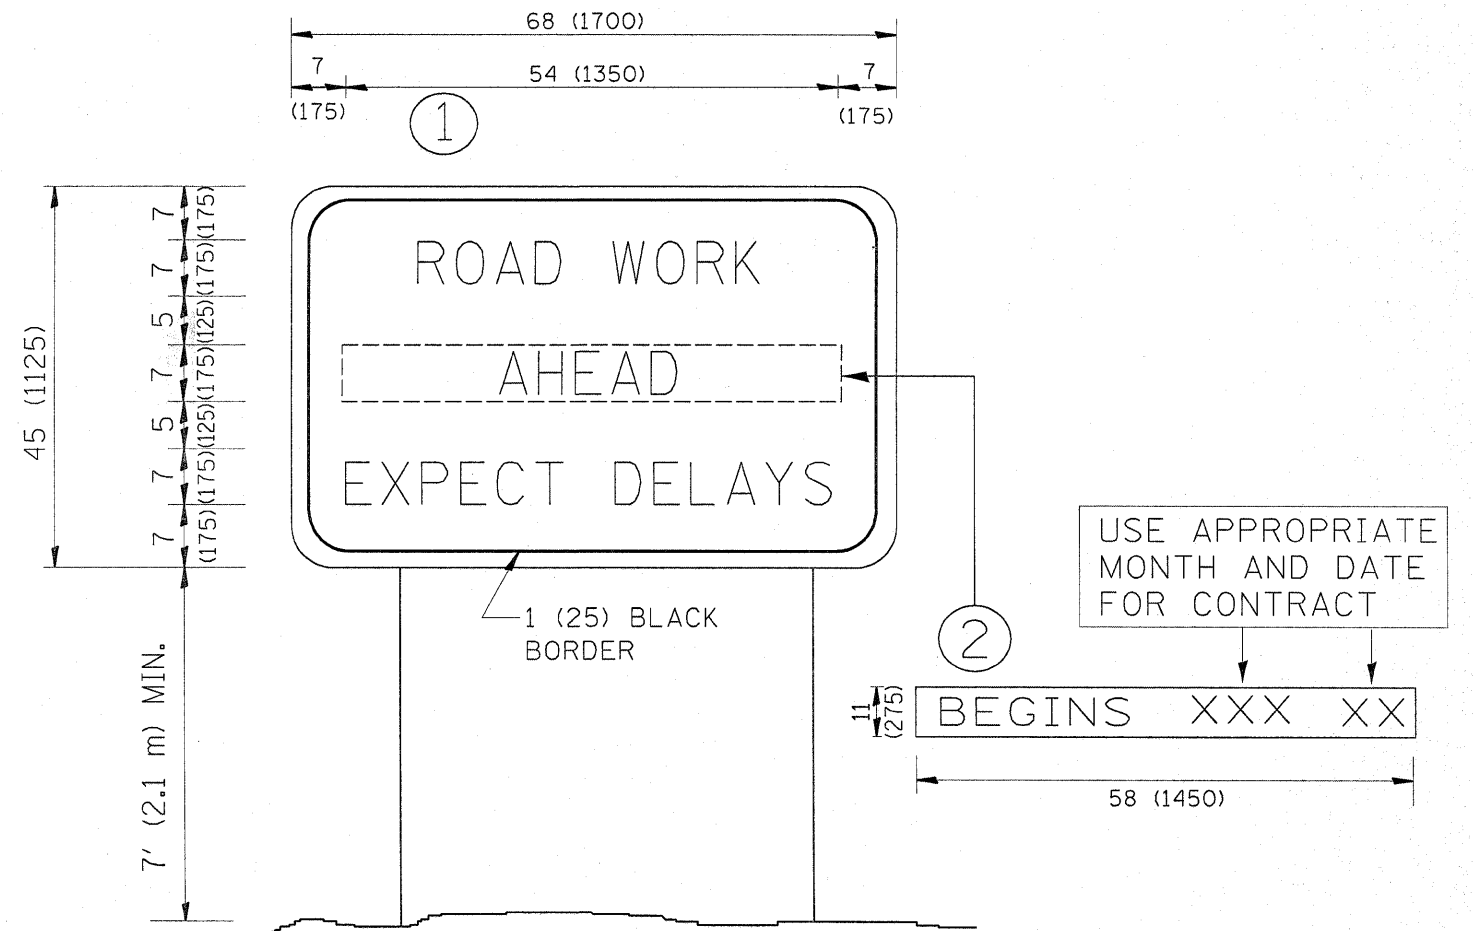 68 (1700)
7
54 (1350)
7
(175)
(175)
1
7
(175)
7
(175)
5
(125)
7
(175)
5
(125)
7
(175)
7
(175)
45 (1125)
ROAD WORK
AHEAD
EXPECT DELAYS
1 (25) BLACK
BORDER
7' (2.1 m) MIN.
USE APPROPRIATE
MONTH AND DATE
FOR CONTRACT
2
11
(275)
BEGINS XXX XX
58 (1450)